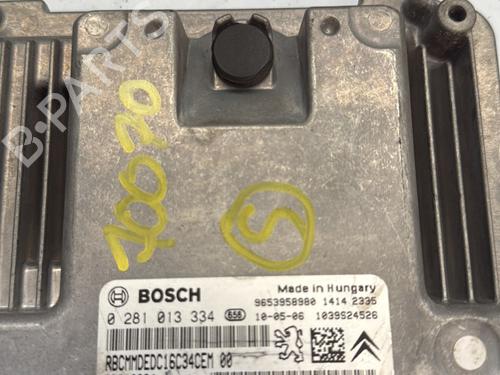 B-PARTS
70070
S
BOSCH
Made in Hungary
9653958980 1414 2335
0 281 013 334 658 10-05-06 1039S24526
RBCMMDEDC16C34CEM 00